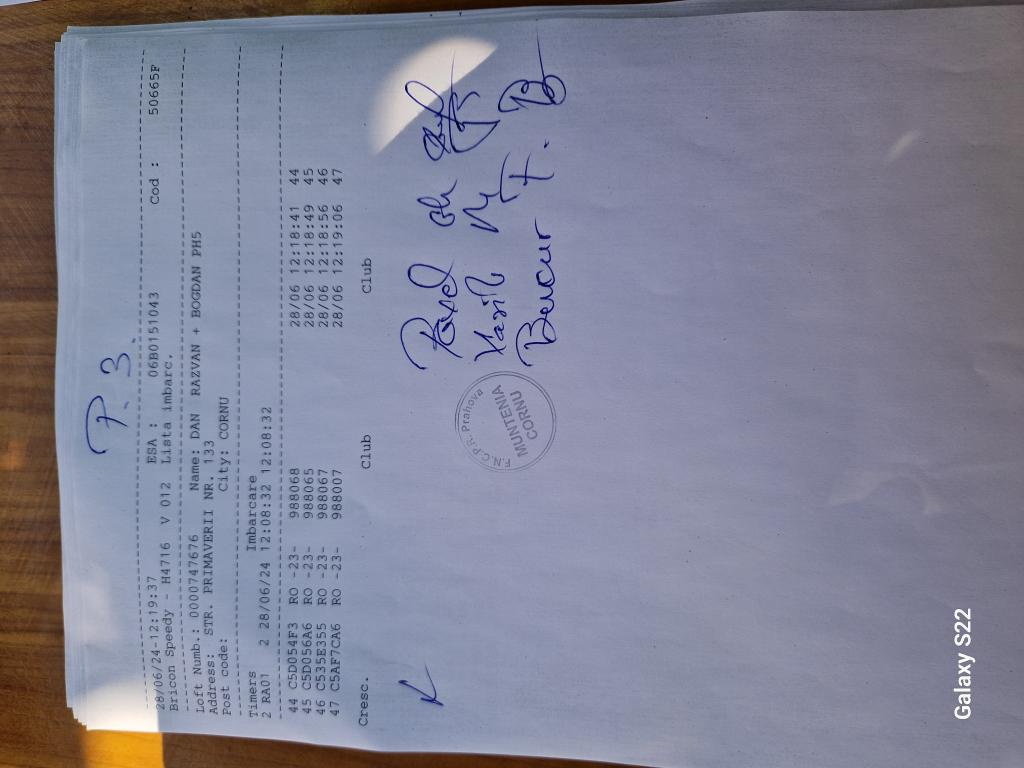 P. 3.
28/06/24-12:19:37 ESA : 06B0151043 Cod : 50665F
Bricon Speedy - H4716 V 012 Lista imbarc.
Loft Numb.: 0000747676 Name: DAN RAZVAN + BOGDAN PH5
Address: STR. PRIMAVERII NR. 133
Post code: City: CORNU
Timers Imbarcare
2 RA01 2 28/06/24 12:08:32 12:08:32
44 C5D054F3 RO -23- 988068 28/06 12:18:41 44
45 C5D056A6 RO -23- 988065 28/06 12:18:49 45
46 C535E355 RO -23- 988067 28/06 12:18:56 46
47 C5AF7CA6 RO -23- 988007 28/06 12:19:06 47
Cresc. Club Club
F.N.C.P.R. Prahova
MUNTENIA
CORNU
Bucur F.
Galaxy S22